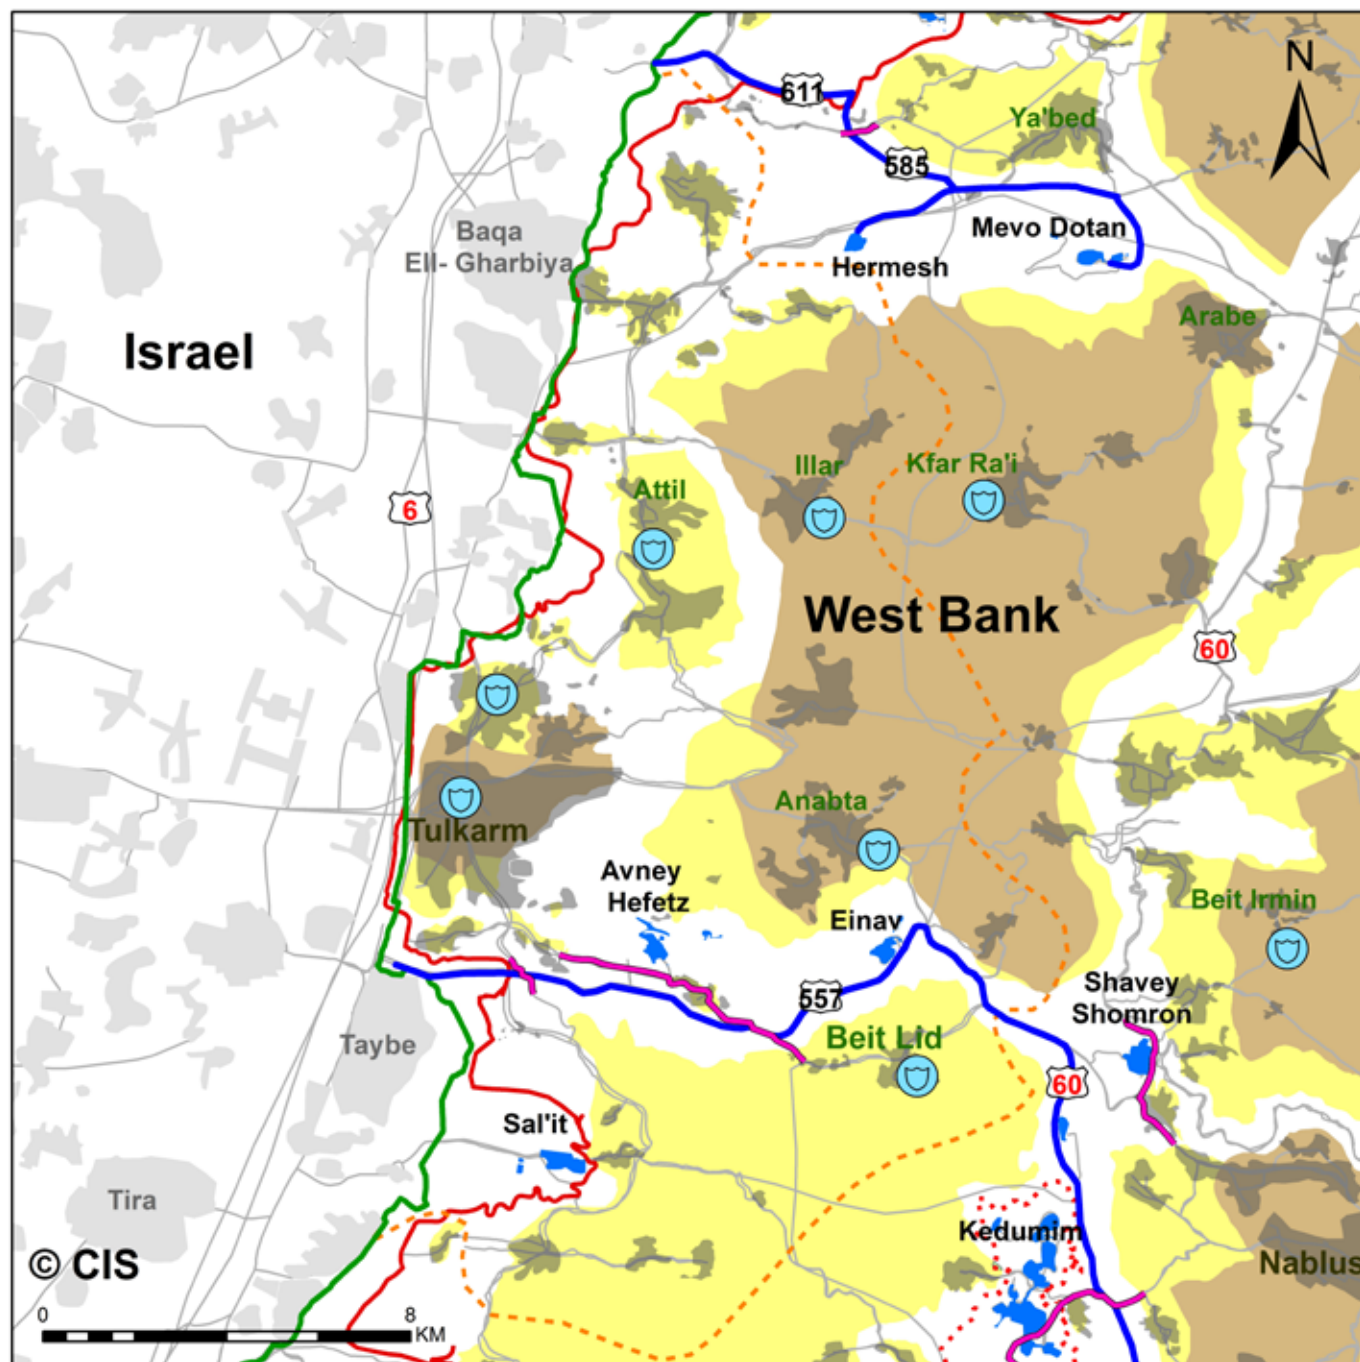 N
611
Ya'bed
585
Mevo Dotan
Baqa
Ell- Gharbiya
Hermesh
Arabe
Israel
Illar
Kfar Ra'i
Attil
6
West Bank
60
Anabta
Tulkarm
Avney
Hefetz
Beit Irmin
Einav
Shavey
Shomron
557
Beit Lid
Taybe
60
Sal'it
Tira
Kedumim
© CIS
Nablus
0
8
KM